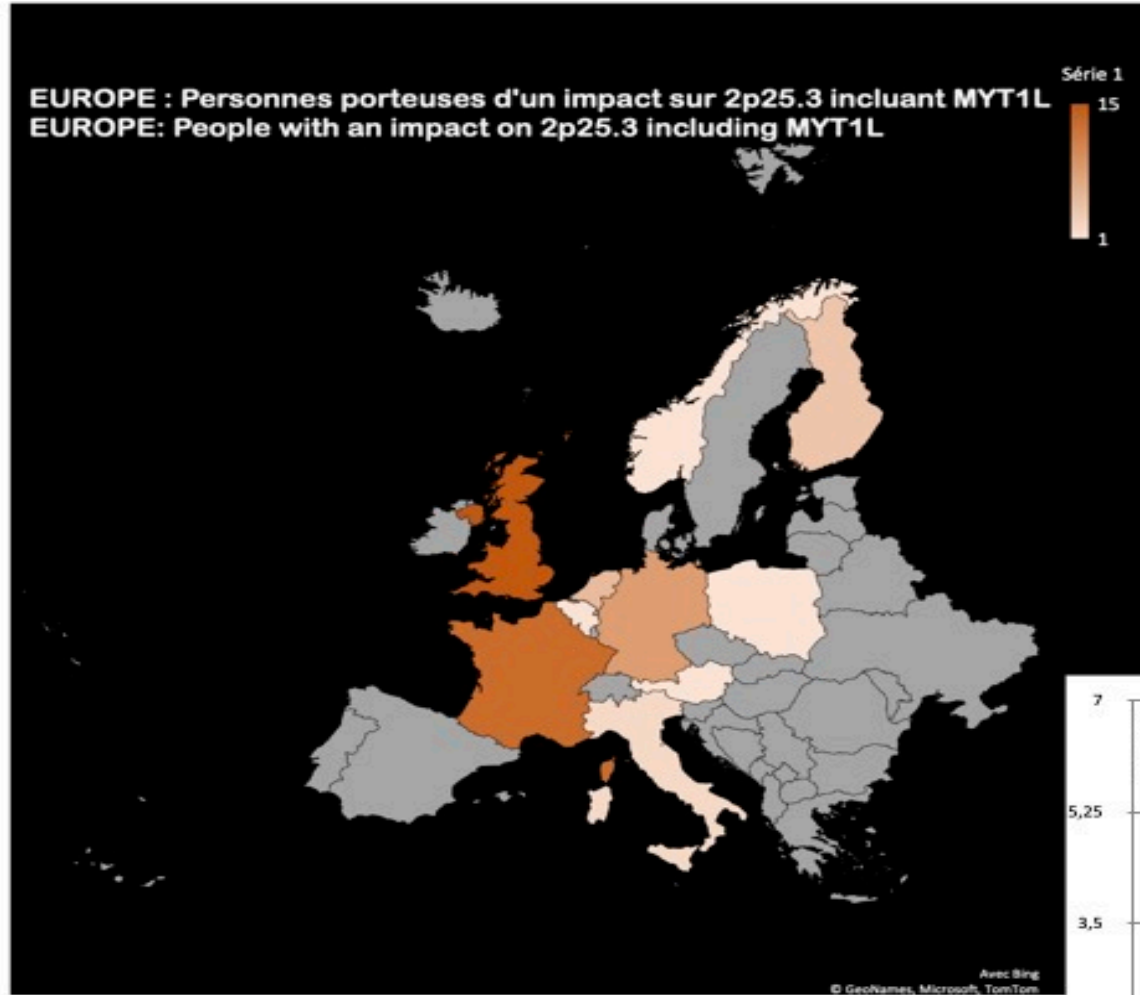 Série 1
EUROPE : Personnes porteuses d'un impact sur 2p25.3 incluant MYT1L
EUROPE: People with an impact on 2p25.3 including MYT1L
15
1
7
5,25
3,5
Avec Bing
© GeoNames, Microsoft, TomTom